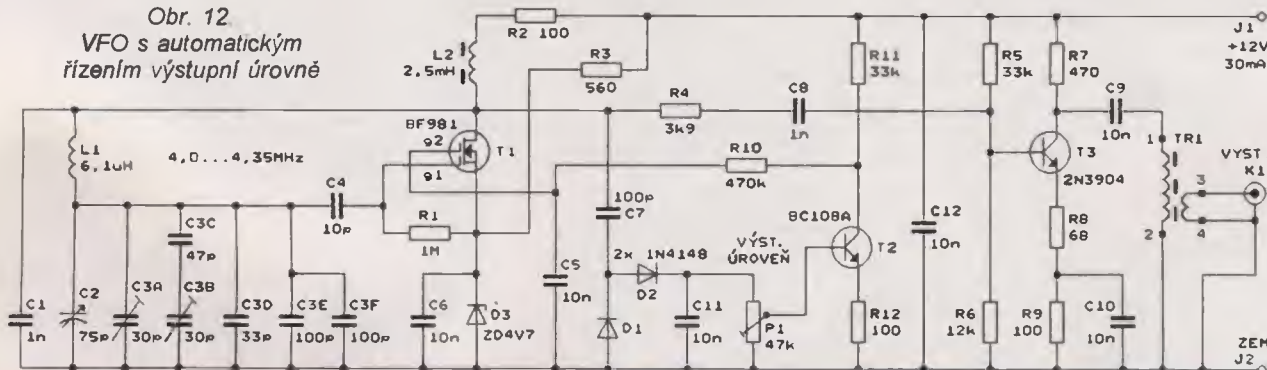 Obr. 12.
VFO s automatickým
řízením výstupní úrovně
R2 100
L2
2.5mH
R3
560
R11
33k
R5
33k
R7
470
J1
+12V
30mA
R4
3k9
C8
1n
C9
10n
BF981
g2
g1
T1
L1
6,1uH
4,0...4,35MHz
C4
10p
R1
1M
R10
470k
100p
C7
T3
2N3904
TR1
1
2
3
4
VYST
K1
BC108A
T2
C12
10n
R8
68
C3C
47p
C5
10n
2x 1N4148
D2
VÝST.
ÚROVEŇ
C1
1n
C2
75p
C3A
30p
C3B
30p
C3D
33p
C3E
100p
C3F
100p
C6
10n
D3
ZD4V7
D1
C11
10n
P1
47k
R12
100
R6
12k
R9
100
C10
10n
ZEM
J2